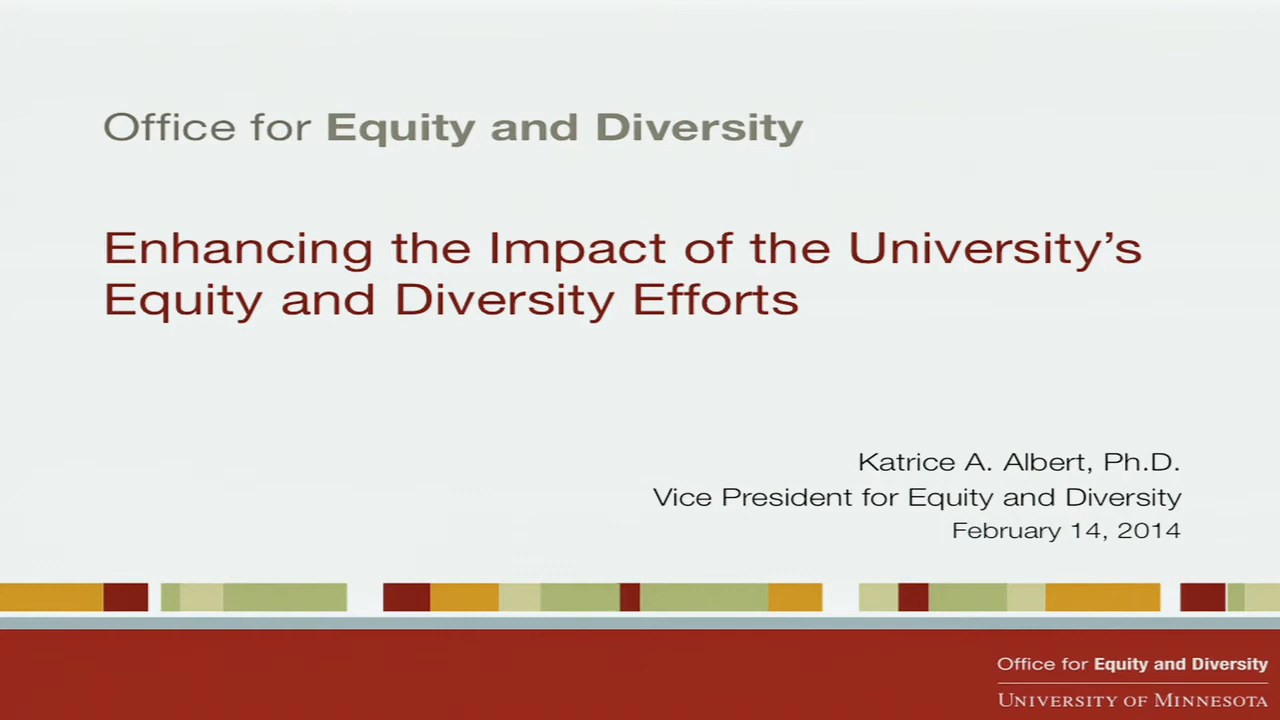 Office for Equity and Diversity
Enhancing the Impact of the University’s
Equity and Diversity Efforts
Katrice A. Albert, Ph.D.
Vice President for Equity and Diversity
February 14, 2014
Office for Equity and Diversity
University of Minnesota